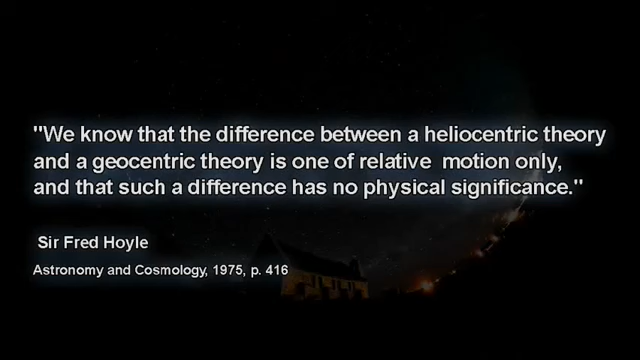 "We know that the difference between a heliocentric theory
and a geocentric theory is one of relative  motion only,
and that such a difference has no physical significance."
Sir Fred Hoyle
Astronomy and Cosmology, 1975, p. 416